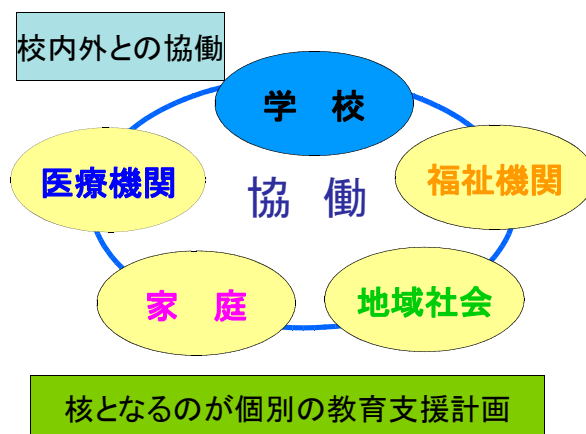 校内外との協働
学　校
医療機関
協　働
福祉機関
家　庭
地域社会
核となるのが個別の教育支援計画